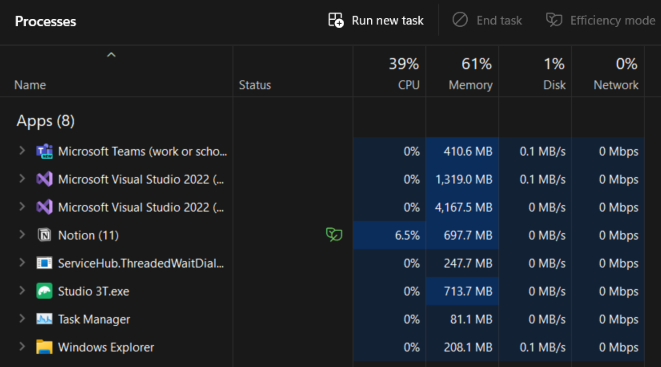 Processes Run new task End task Efficiency mode
39% 61% 1% 0%
Name Status CPU Memory Disk Network
Apps (8)
Microsoft Teams (work or scho... 0% 410.6 MB 0.1 MB/s 0 Mbps
Microsoft Visual Studio 2022 (... 0% 1,319.0 MB 0.1 MB/s 0 Mbps
Microsoft Visual Studio 2022 (... 0% 4,167.5 MB 0 MB/s 0 Mbps
Notion (11) 6.5% 697.7 MB 0 MB/s 0 Mbps
ServiceHub.ThreadedWaitDial... 0% 247.7 MB 0 MB/s 0 Mbps
Studio 3T.exe 0% 713.7 MB 0 MB/s 0 Mbps
Task Manager 0% 81.1 MB 0 MB/s 0 Mbps
Windows Explorer 0% 208.1 MB 0.1 MB/s 0 Mbps